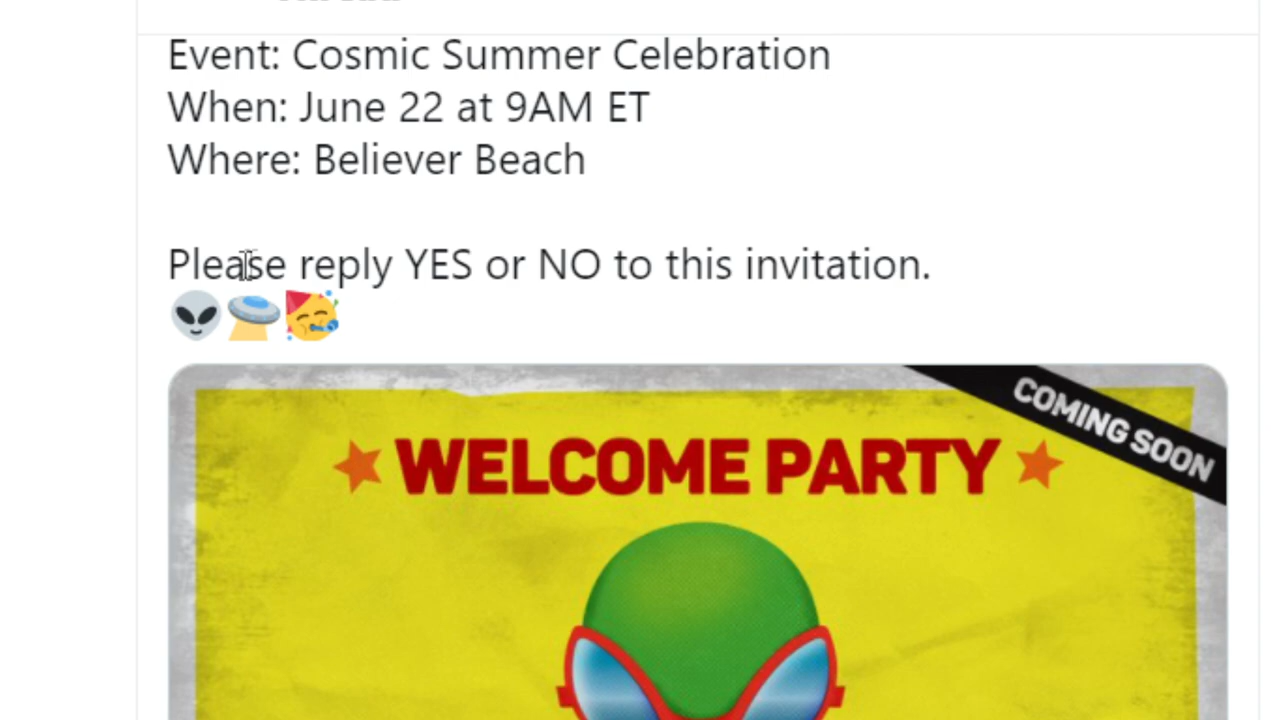 Event: Cosmic Summer Celebration
When: June 22 at 9AM ET
Where: Believer Beach
Please reply YES or NO to this invitation.
COMING SOON
WELCOME PARTY